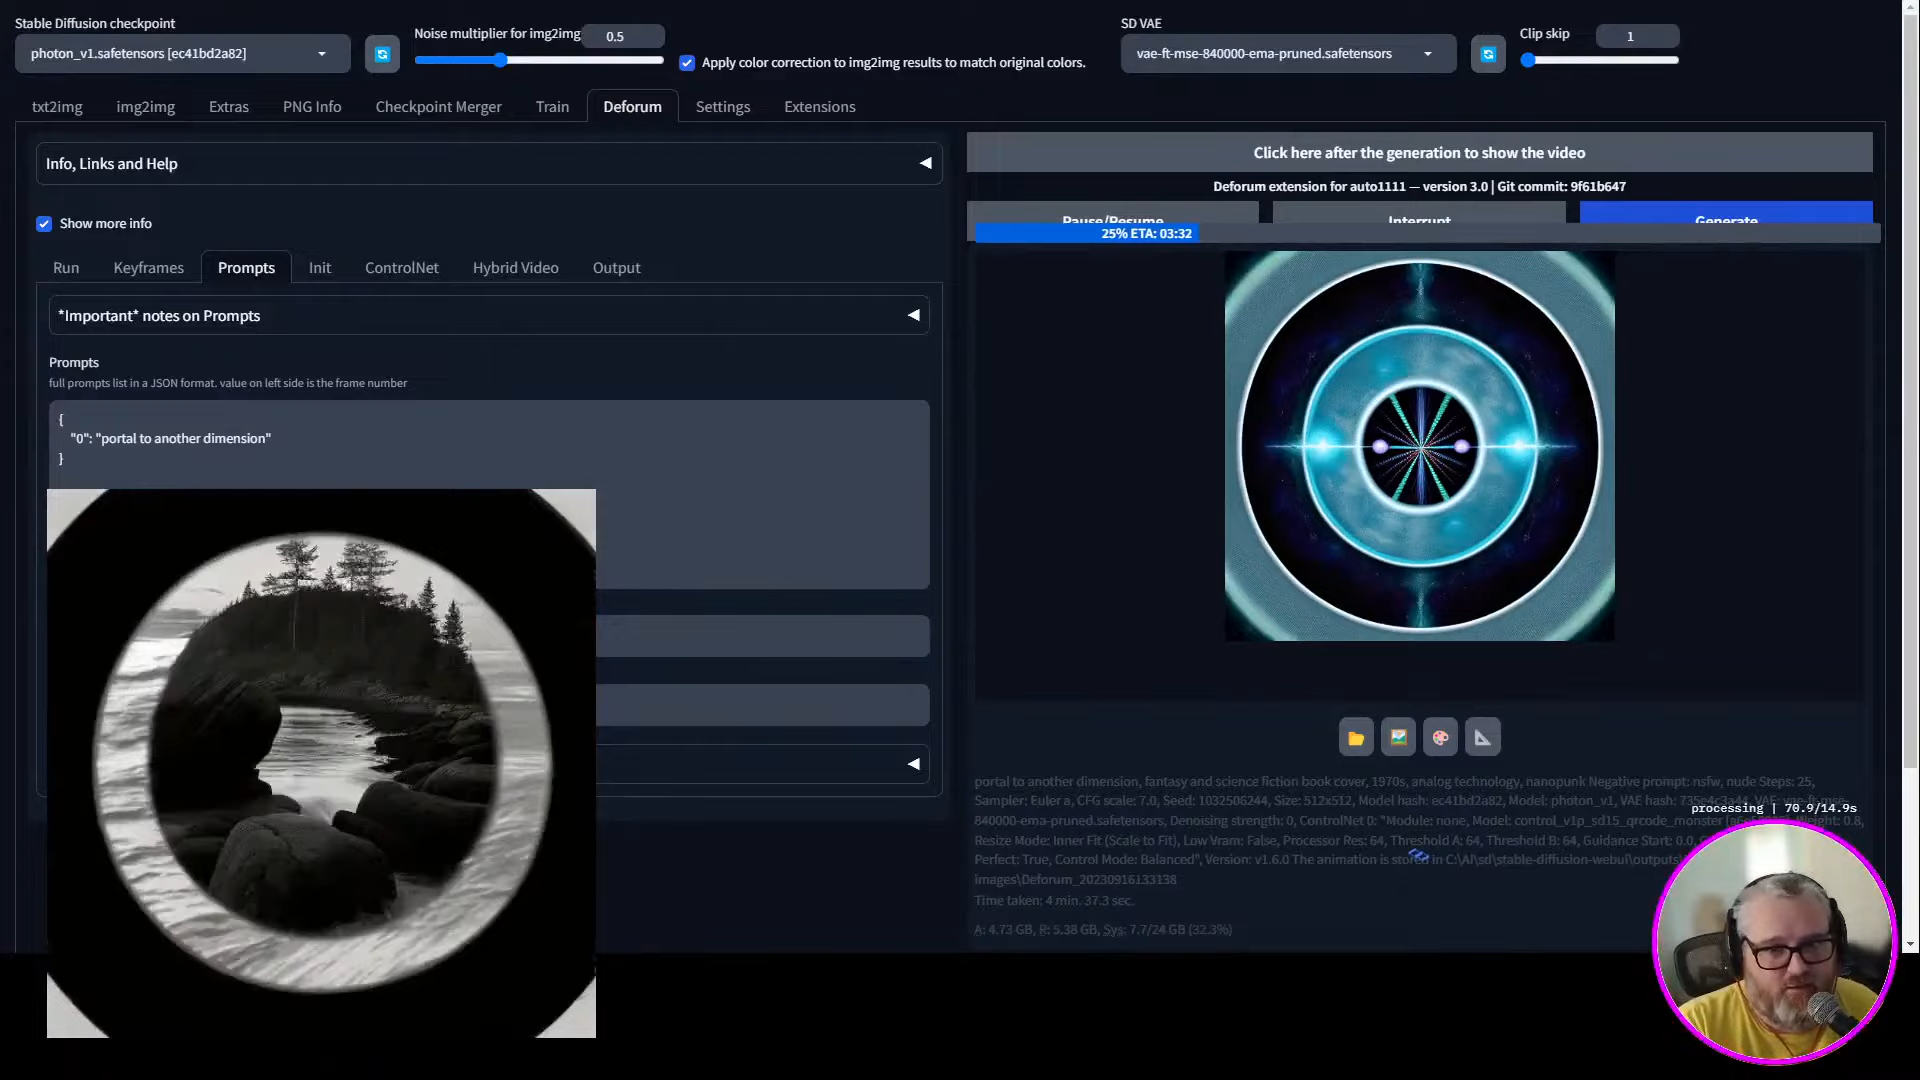 Stable Diffusion checkpoint
photon_v1.safetensors [ec41bd2a82]
Noise multiplier for img2img
0.5
Apply color correction to img2img results to match original colors.
SD VAE
vae-ft-mse-840000-ema-pruned.safetensors
Clip skip
1
txt2img
img2img
Extras
PNG Info
Checkpoint Merger
Train
Deforum
Settings
Extensions
Info, Links and Help
Show more info
Run
Keyframes
Prompts
Init
ControlNet
Hybrid Video
Output
*Important* notes on Prompts
Prompts
full prompts list in a JSON format. value on left side is the frame number
{
"0": "portal to another dimension"
}
Click here after the generation to show the video
Deforum extension for auto1111 — version 3.0 | Git commit: 9f61b647
Pause/Resume
Interrupt
Generate
25% ETA: 03:32
portal to another dimension, fantasy and science fiction book cover, 1970s, analog technology, nanopunk Negative prompt: nsfw, nude Steps: 25,
Sampler: Euler a, CFG scale: 7.0, Seed: 1032506244, Size: 512x512, Model hash: ec41bd2a82, Model: photon_v1, VAE hash:
processing | 70.9/14.9s
840000-ema-pruned.safetensors, Denoising strength: 0, ControlNet 0: "Module: none, Model: control_v1p_sd15_qrcode_monster Weight: 0.8,
Resize Mode: Inner Fit (Scale to Fit), Low Vram: False, Processor Res: 64, Threshold A: 64, Threshold B: 64, Guidance Start: 0.0,
Perfect: True, Control Mode: Balanced", Version: v1.6.0 The animation is stored in C:\AI\sd\stable-diffusion-webui\outputs\
images\Deforum_20230916133138
Time taken: 4 min. 37.3 sec.
A: 4.73 GB, R: 5.38 GB, Sys: 7.7/24 GB (32.3%)